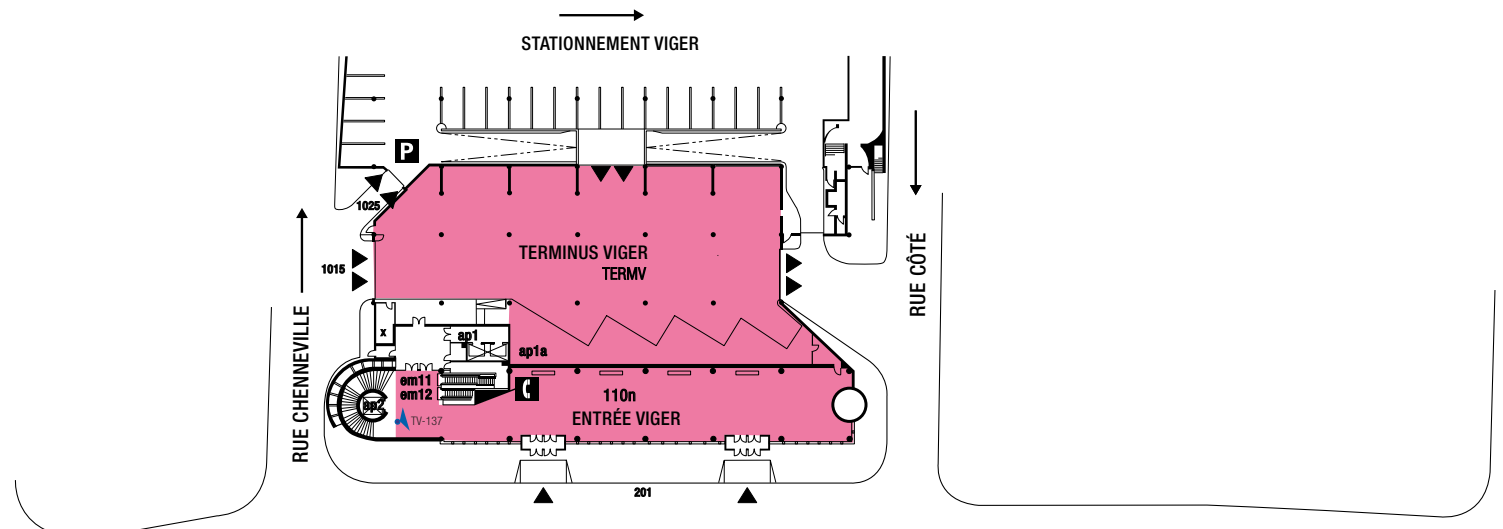 STATIONNEMENT VIGER
P
1025
1015
TERMINUS VIGER
TERMV
RUE CHENNEVILLE
RUE CÔTÉ
x
ap1
ap1a
em11
em12
ap2
TV-137
110n
ENTRÉE VIGER
201